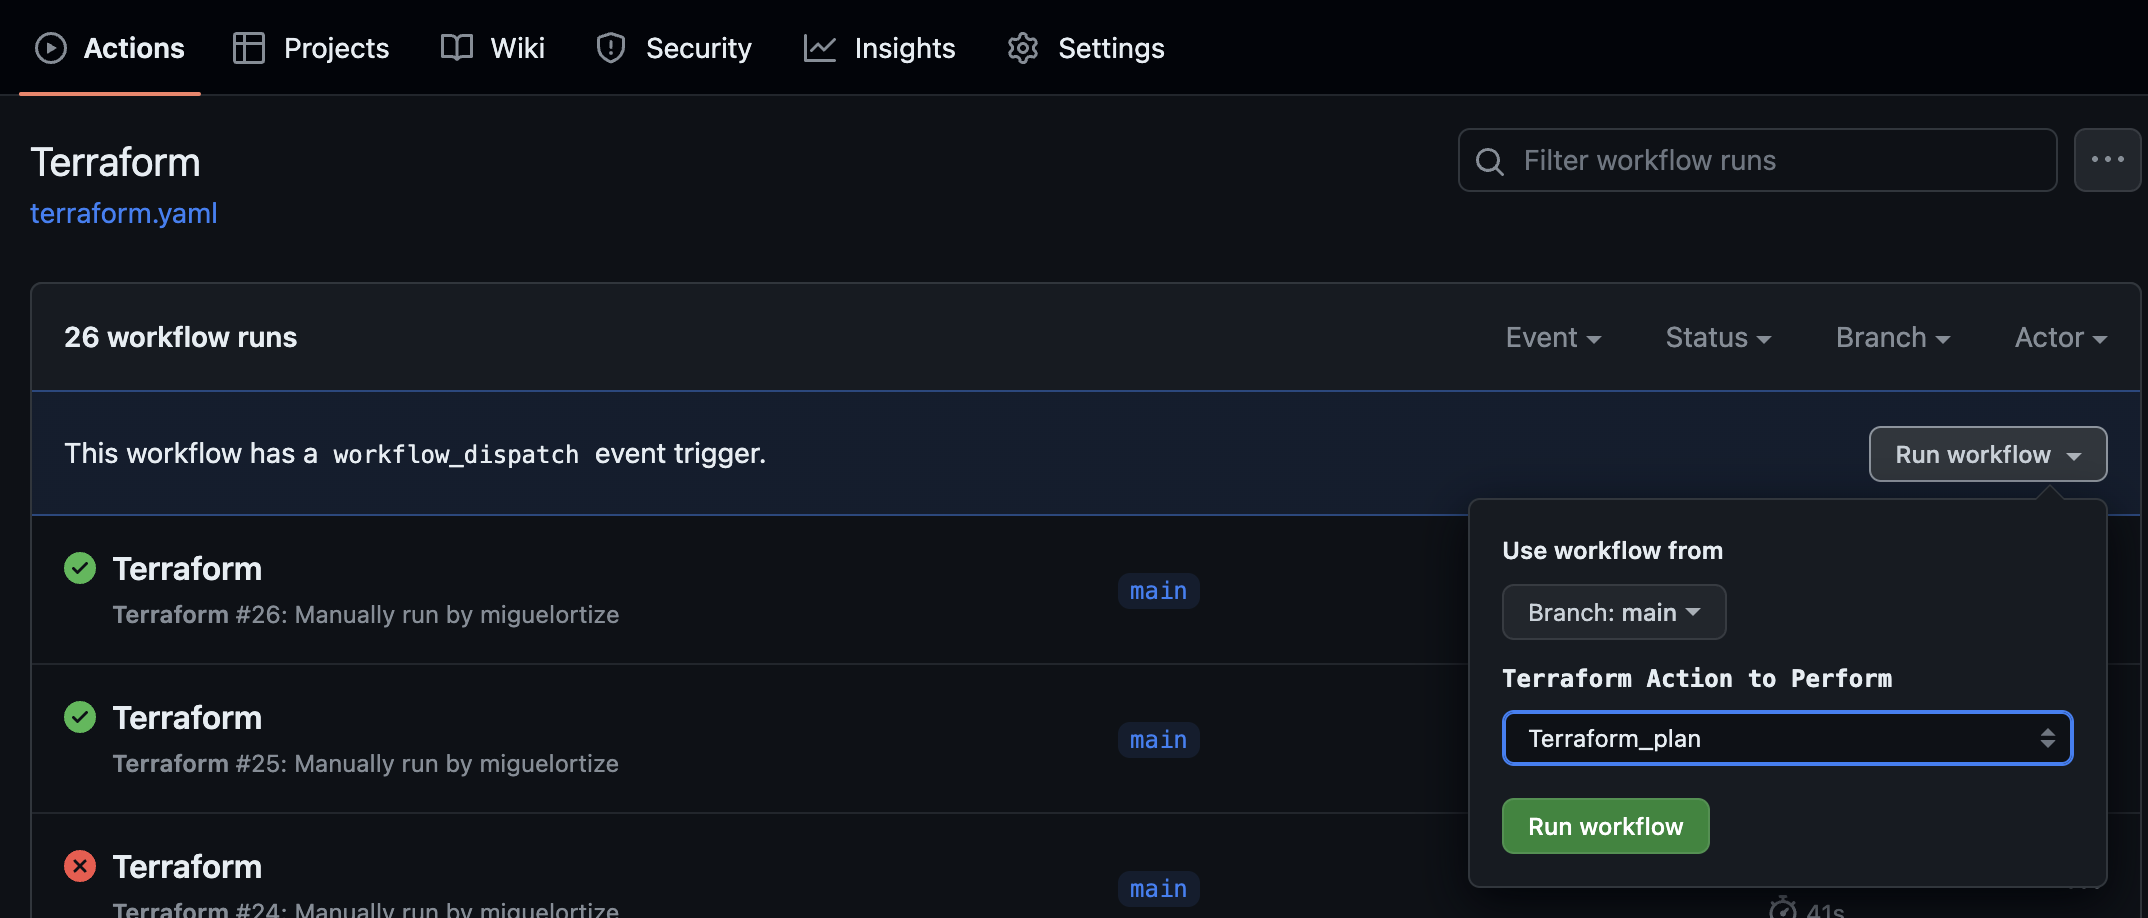 Actions Projects Wiki Security Insights Settings
Terraform
Filter workflow runs
terraform.yaml
26 workflow runs
Event Status Branch Actor
This workflow has a workflow_dispatch event trigger.
Run workflow
Use workflow from
Branch: main
Terraform Action to Perform
Terraform_plan
Run workflow
Terraform
main
Terraform #26: Manually run by miguelortize
Terraform
main
Terraform #25: Manually run by miguelortize
Terraform
main
Terraform #24: Manually run by miguelortize
41s